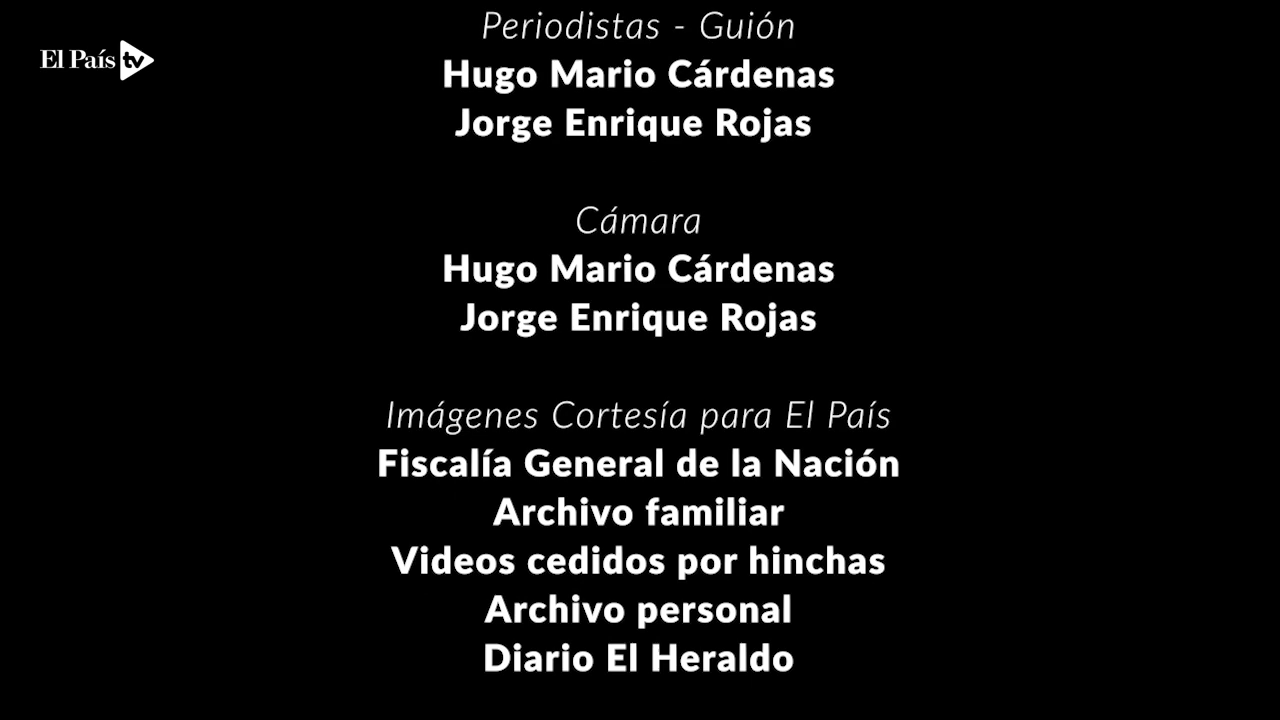 El País tv
Periodistas - Guión
Hugo Mario Cárdenas
Jorge Enrique Rojas
Cámara
Hugo Mario Cárdenas
Jorge Enrique Rojas
Imágenes Cortesía para El País
Fiscalía General de la Nación
Archivo familiar
Videos cedidos por hinchas
Archivo personal
Diario El Heraldo